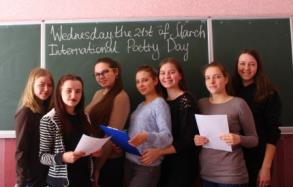 Wednesday the 21st of March
International Poetry Day